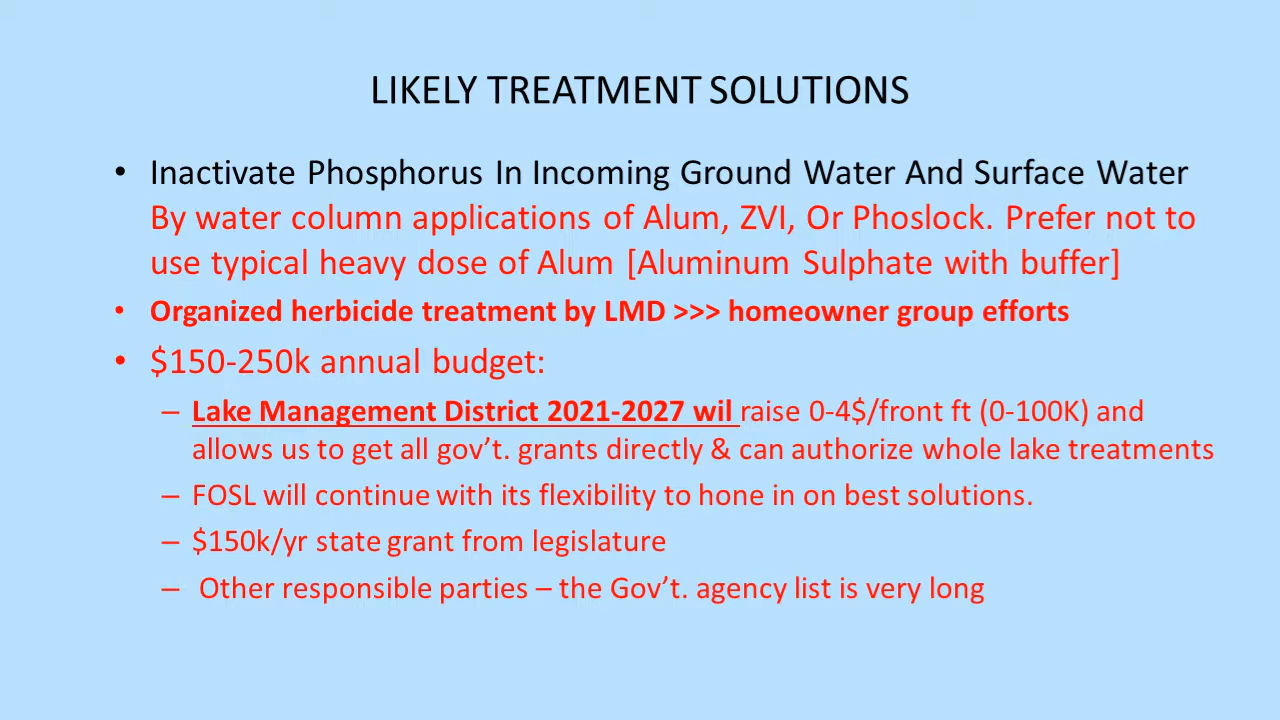 LIKELY TREATMENT SOLUTIONS
• Inactivate Phosphorus In Incoming Ground Water And Surface Water
By water column applications of Alum, ZVI, Or Phoslock. Prefer not to
use typical heavy dose of Alum [Aluminum Sulphate with buffer]
• Organized herbicide treatment by LMD >>> homeowner group efforts
• $150-250k annual budget:
– Lake Management District 2021-2027 wil raise 0-4$/front ft (0-100K) and
allows us to get all gov’t. grants directly & can authorize whole lake treatments
– FOSL will continue with its flexibility to hone in on best solutions.
– $150k/yr state grant from legislature
– Other responsible parties – the Gov’t. agency list is very long